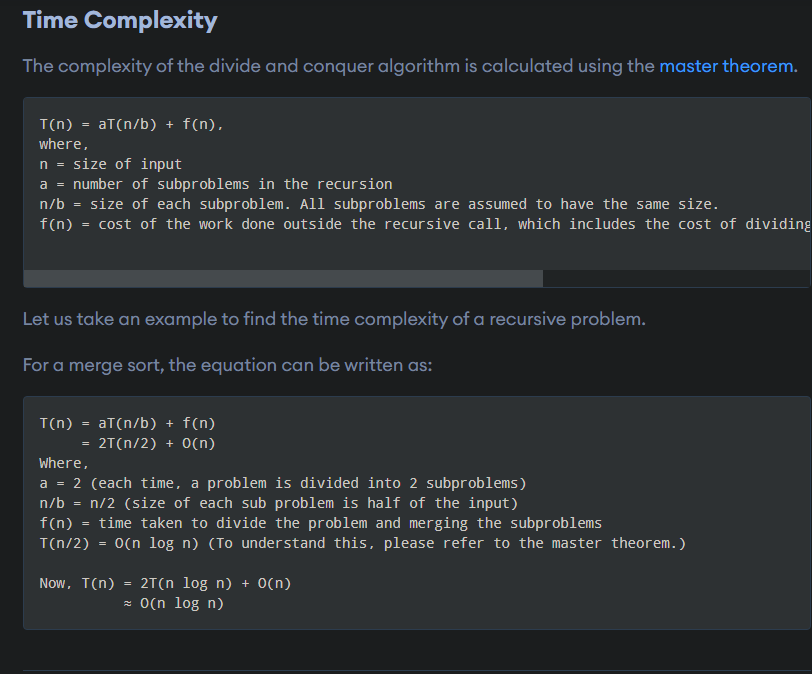 Time Complexity
The complexity of the divide and conquer algorithm is calculated using the master theorem.
T(n) = aT(n/b) + f(n),
where,
n = size of input
a = number of subproblems in the recursion
n/b = size of each subproblem. All subproblems are assumed to have the same size.
f(n) = cost of the work done outside the recursive call, which includes the cost of dividing
Let us take an example to find the time complexity of a recursive problem.
For a merge sort, the equation can be written as:
T(n) = aT(n/b) + f(n)
= 2T(n/2) + O(n)
Where,
a = 2 (each time, a problem is divided into 2 subproblems)
n/b = n/2 (size of each sub problem is half of the input)
f(n) = time taken to divide the problem and merging the subproblems
T(n/2) = O(n log n) (To understand this, please refer to the master theorem.)
Now, T(n) = 2T(n log n) + O(n)
≈ O(n log n)